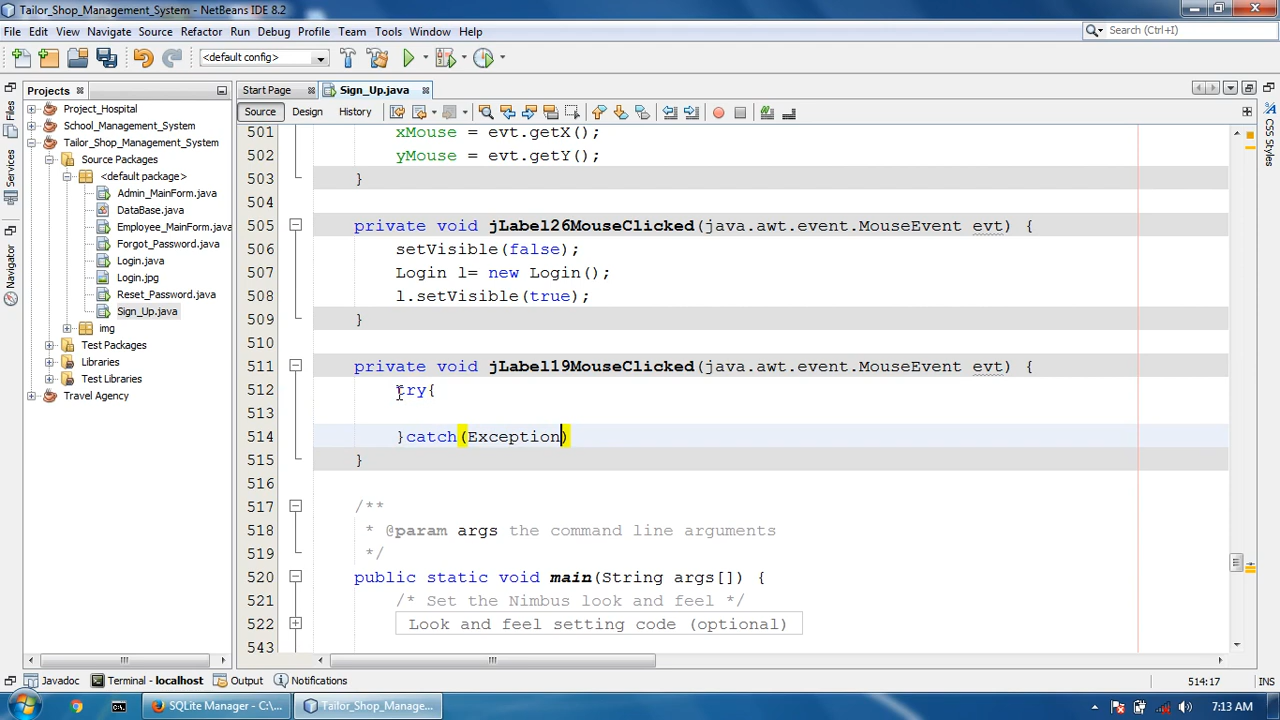 Tailor_Shop_Management_System - NetBeans IDE 8.2
File Edit View Navigate Source Refactor Run Debug Profile Team Tools Window Help
Search (Ctrl+I)
<default config>
Projects
Start Page
Sign_Up.java
Source Design History
Files
Services
Navigator
CSS Styles
Project_Hospital
School_Management_System
Tailor_Shop_Management_System
Source Packages
<default package>
Admin_MainForm.java
DataBase.java
Employee_MainForm.java
Forgot_Password.java
Login.java
Login.jpg
Reset_Password.java
Sign_Up.java
img
Test Packages
Libraries
Test Libraries
Travel Agency
501 xMouse = evt.getX();
502 yMouse = evt.getY();
503 }
504
505 private void jLabel26MouseClicked(java.awt.event.MouseEvent evt) {
506 setVisible(false);
507 Login l= new Login();
508 l.setVisible(true);
509 }
510
511 private void jLabel19MouseClicked(java.awt.event.MouseEvent evt) {
512 try{
513
514 }catch(Exception)
515 }
516
517 /**
518 * @param args the command line arguments
519 */
520 public static void main(String args[]) {
521 /* Set the Nimbus look and feel */
522 Look and feel setting code (optional)
543
Javadoc Terminal - localhost Output Notifications
514:17 INS
SQLite Manager - C:\...
Tailor_Shop_Manage...
7:13 AM